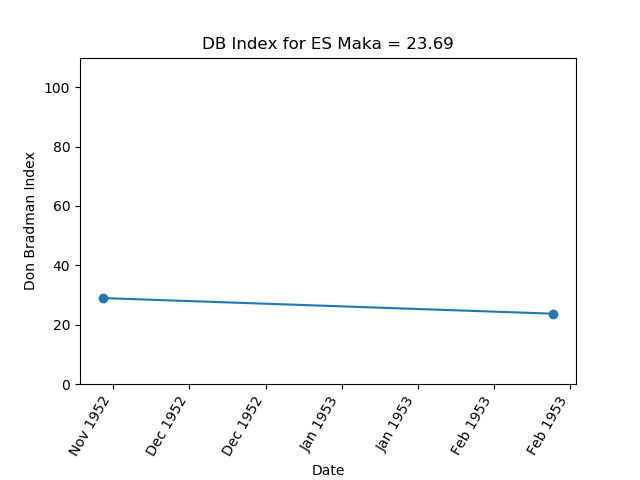 DB Index for ES Maka = 23.69
Don Bradman Index
100
80
60
40
20
0
Nov 1952
Dec 1952
Dec 1952
Jan 1953
Jan 1953
Feb 1953
Feb 1953
Date